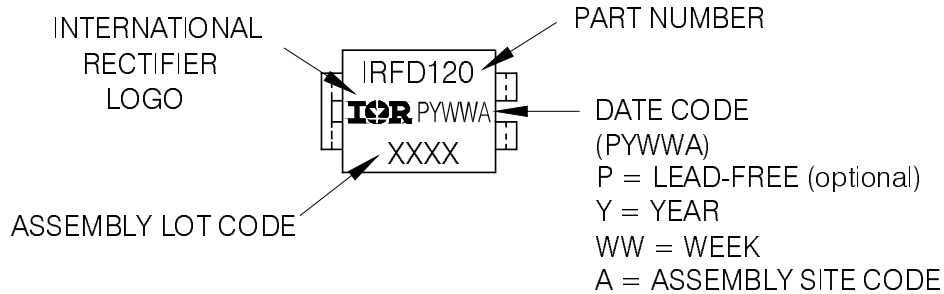 INTERNATIONAL
RECTIFIER
LOGO
PART NUMBER
IRFD120
IOR PYWWA
XXXX
ASSEMBLY LOT CODE
DATE CODE
(PYWWA)
P = LEAD-FREE (optional)
Y = YEAR
WW = WEEK
A = ASSEMBLY SITE CODE